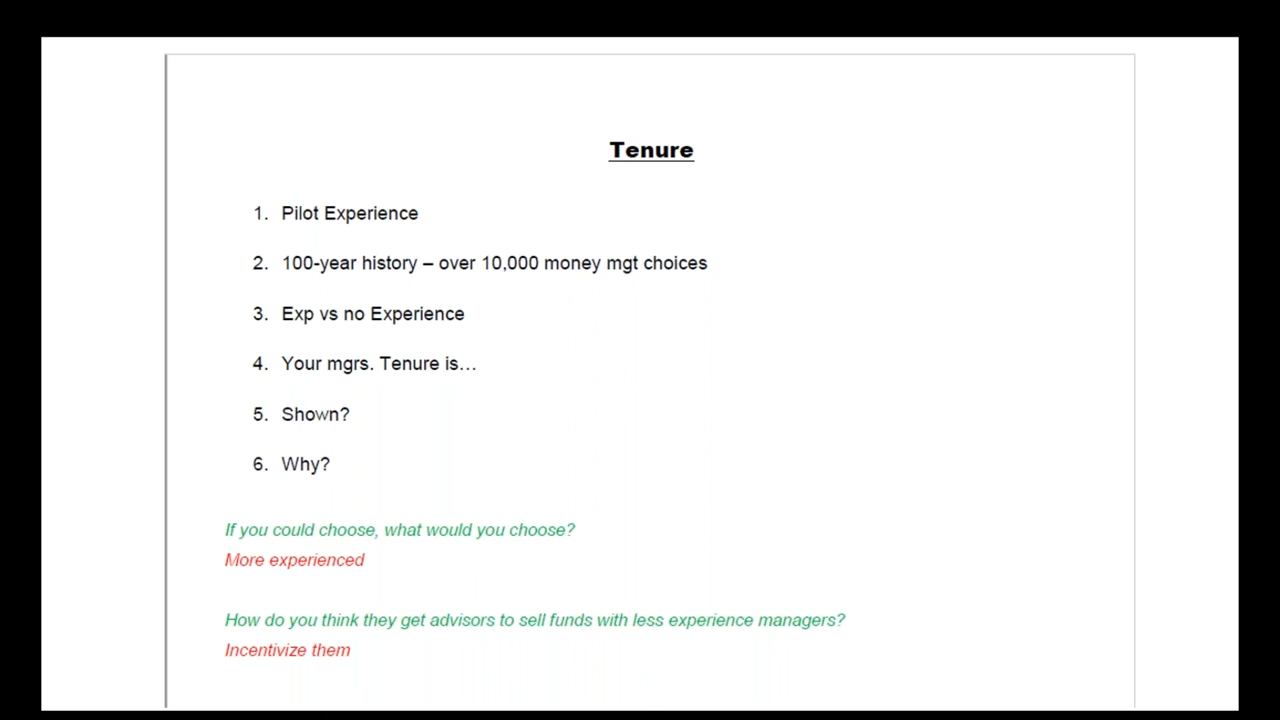 Tenure
1. Pilot Experience
2. 100-year history – over 10,000 money mgt choices
3. Exp vs no Experience
4. Your mgrs. Tenure is…
5. Shown?
6. Why?
If you could choose, what would you choose?
More experienced
How do you think they get advisors to sell funds with less experience managers?
Incentivize them